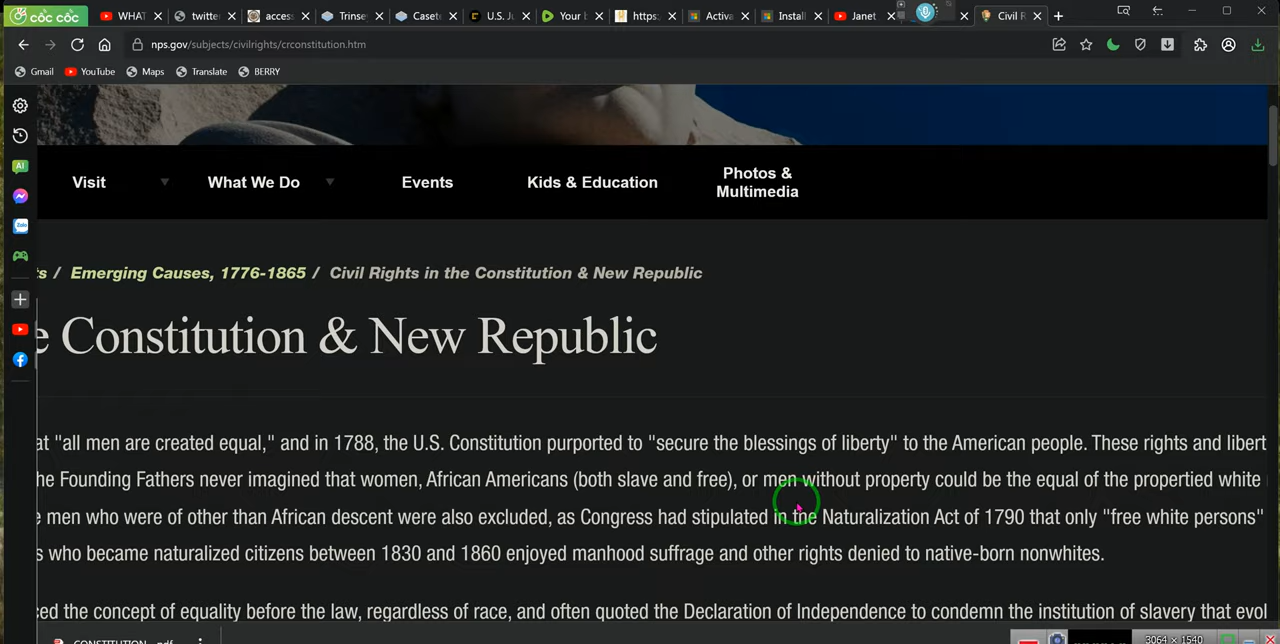 cốc cốc
WHAT
twitte
acces
Trinse
Caset
U.S. Ju
Your b
https:
Activa
Install
Janet
Civil R
nps.gov/subjects/civilrights/crconstitution.htm
Gmail YouTube Maps Translate BERRY
AI
Zalo
Visit What We Do Events Kids & Education Photos &
Multimedia
ts / Emerging Causes, 1776-1865 / Civil Rights in the Constitution & New Republic
e Constitution & New Republic
at "all men are created equal," and in 1788, the U.S. Constitution purported to "secure the blessings of liberty" to the American people. These rights and libert
he Founding Fathers never imagined that women, African Americans (both slave and free), or men without property could be the equal of the propertied white
e men who were of other than African descent were also excluded, as Congress had stipulated in the Naturalization Act of 1790 that only "free white persons"
s who became naturalized citizens between 1830 and 1860 enjoyed manhood suffrage and other rights denied to native-born nonwhites.
ced the concept of equality before the law, regardless of race, and often quoted the Declaration of Independence to condemn the institution of slavery that evol
3064 × 1540